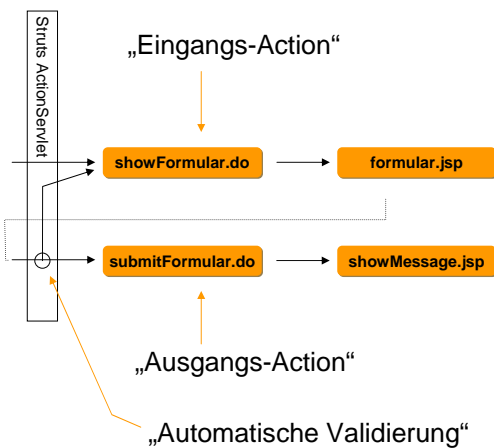 Struts ActionServlet
„Eingangs-Action“
showFormular.do
formular.jsp
submitFormular.do
showMessage.jsp
„Ausgangs-Action“
„Automatische Validierung“